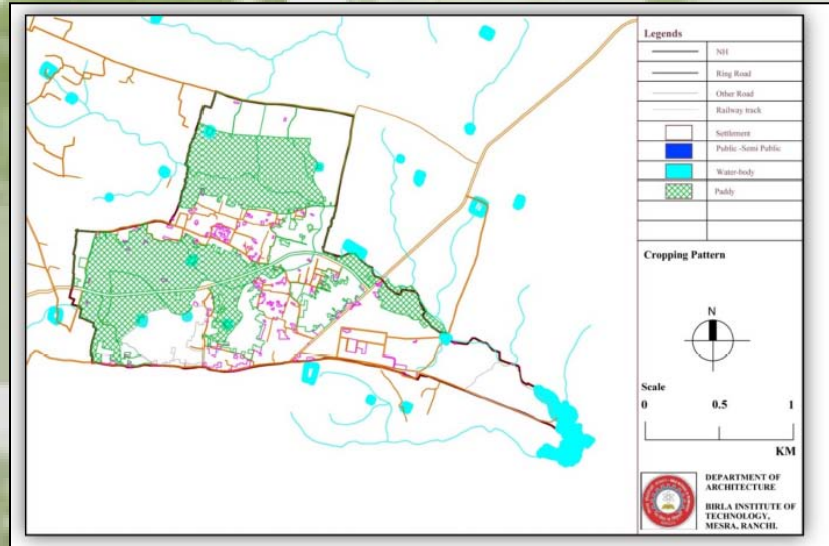 Legends
NH
Ring Road
Other Road
Railway track
Settlement
Public -Semi Public
Water-body
Paddy
Cropping Pattern
N
Scale
0 0.5 1
KM
DEPARTMENT OF
ARCHITECTURE
BIRLA INSTITUTE OF
TECHNOLOGY,
MESRA, RANCHI.